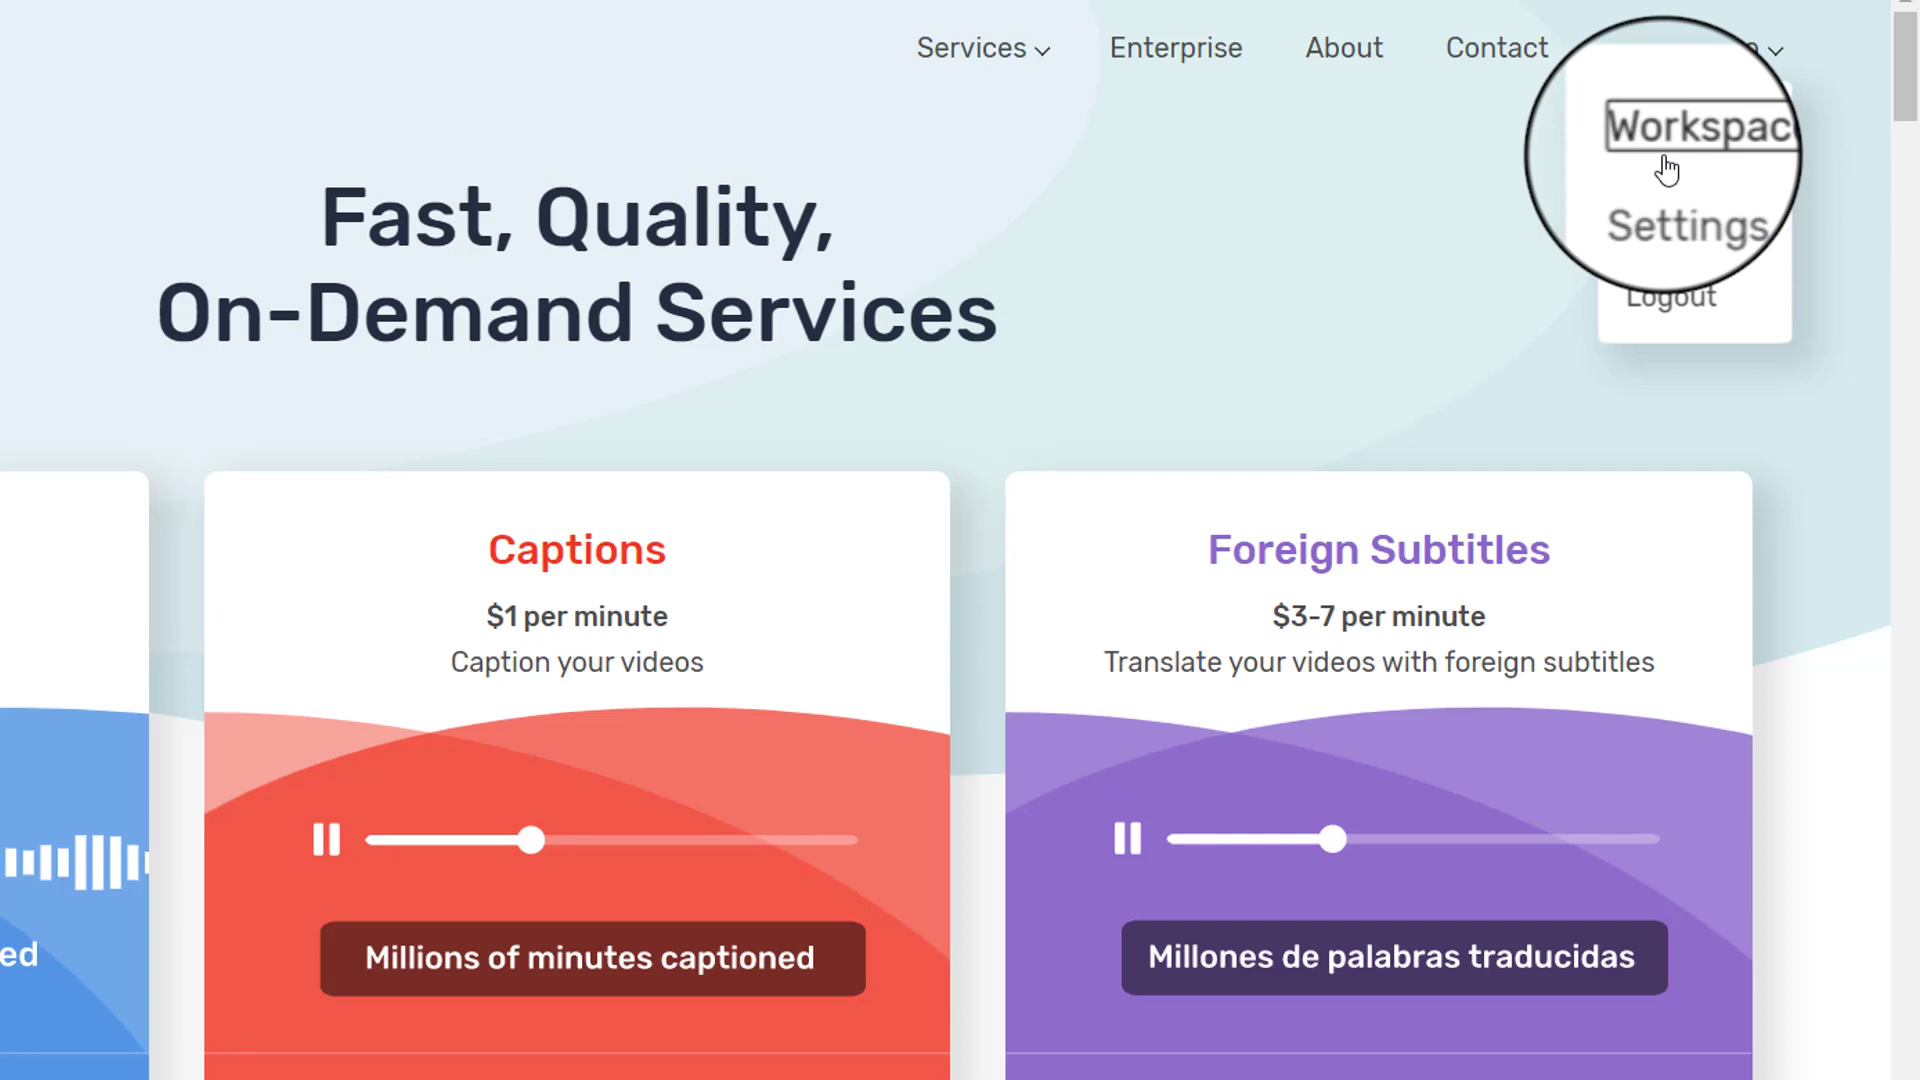 Services
Enterprise
About
Contact
Settings
Logout
Fast, Quality,
On-Demand Services
Captions
$1 per minute
Caption your videos
Millions of minutes captioned
Foreign Subtitles
$3-7 per minute
Translate your videos with foreign subtitles
Millones de palabras traducidas